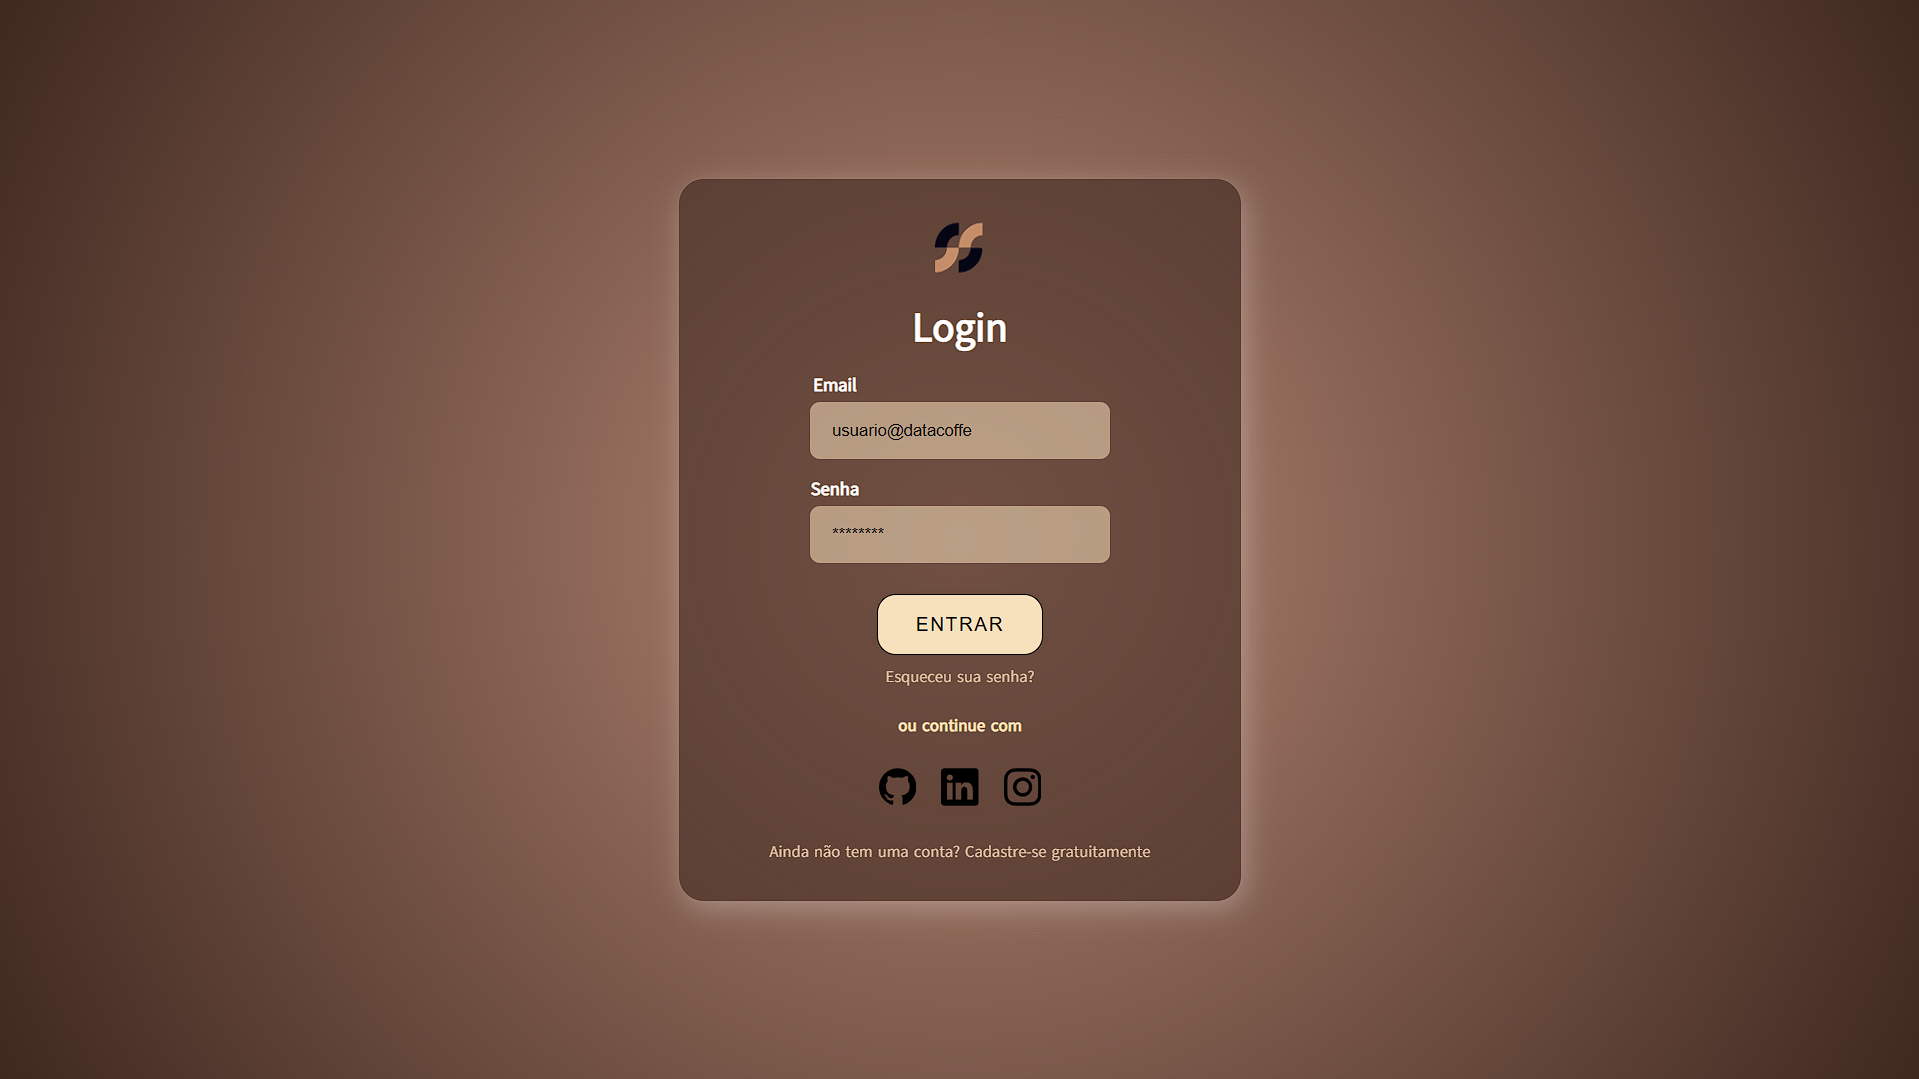 Login
Email
usuario@datacoffe
Senha
********
ENTRAR
Esqueceu sua senha?
ou continue com
in
Ainda não tem uma conta? Cadastre-se gratuitamente